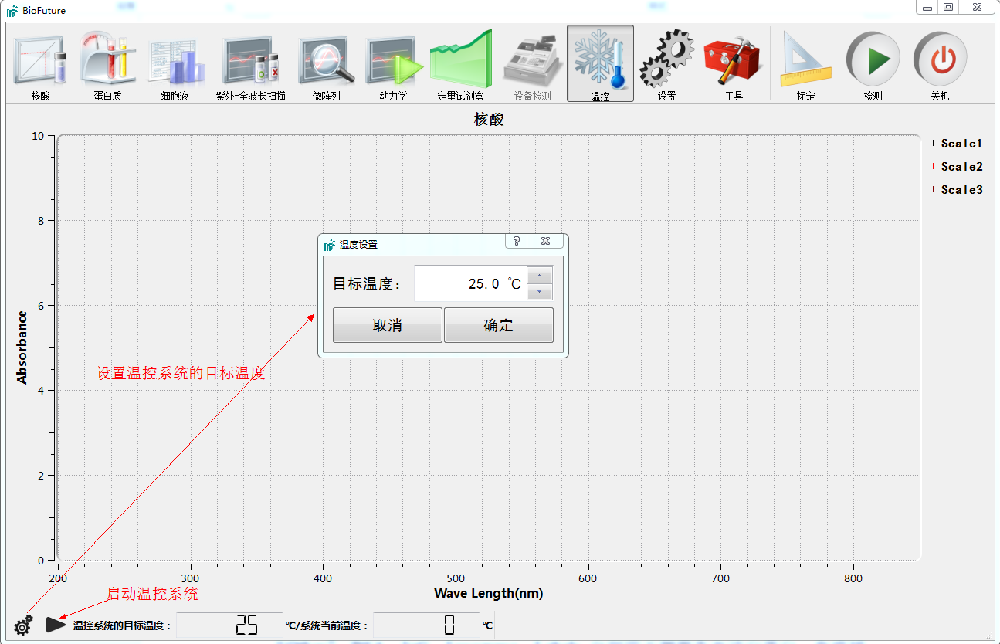 BioFuture
核酸
蛋白质
细胞液
紫外-全波长扫描
微阵列
动力学
定量试剂盒
设备检测
温控
设置
工具
标定
检测
关机
核酸
10
8
6
4
2
0
Absorbance
200
300
400
500
600
700
800
Wave Length(nm)
Scale1
Scale2
Scale3
温度设置
目标温度：
25.0 ℃
取消
确定
设置温控系统的目标温度
启动温控系统
温控系统的目标温度： 25 ℃/系统当前温度： 0 ℃